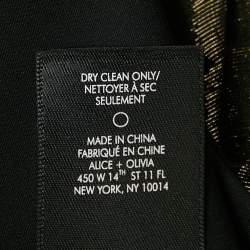 DRY CLEAN ONLY/
NETTOYER À SEC
SEULEMENT
MADE IN CHINA
FABRIQUÉ EN CHINE
ALICE + OLIVIA
450 W 14TH ST 11 FL
NEW YORK, NY 10014